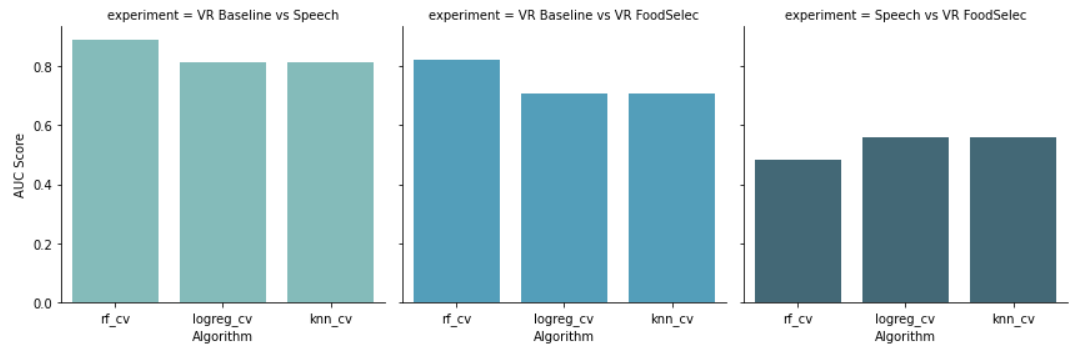 experiment = VR Baseline vs Speech
experiment = VR Baseline vs VR FoodSelec
experiment = Speech vs VR FoodSelec
AUC Score
0.8
0.6
0.4
0.2
0.0
rf_cv logreg_cv knn_cv
Algorithm
rf_cv logreg_cv knn_cv
Algorithm
rf_cv logreg_cv knn_cv
Algorithm